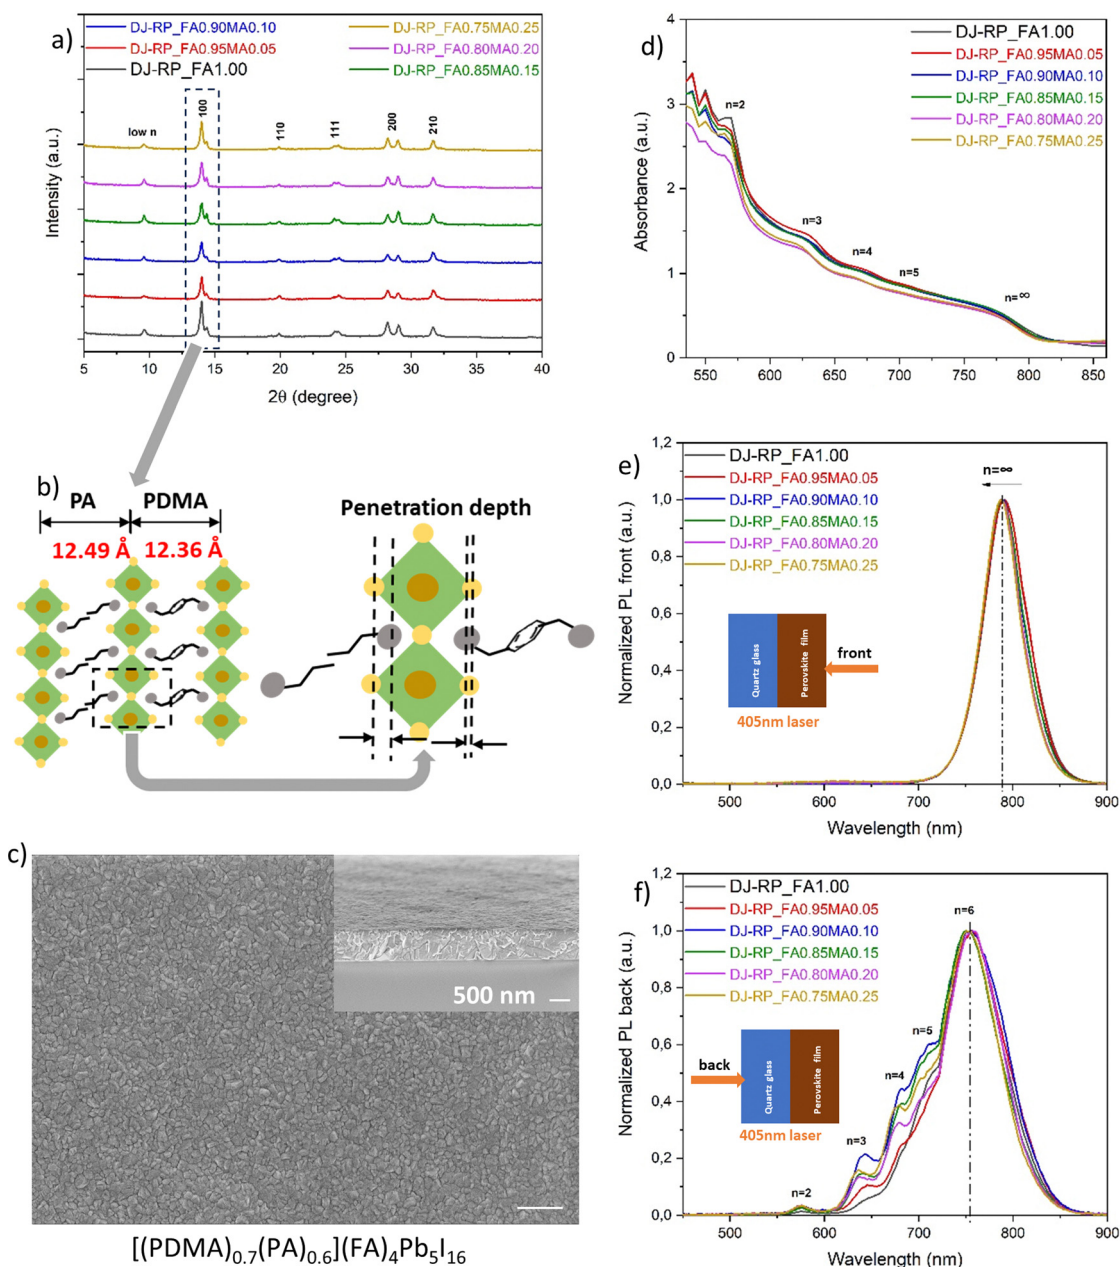 a)
DJ-RP_FA0.90MA0.10
DJ-RP_FA0.75MA0.25
DJ-RP_FA0.95MA0.05
DJ-RP_FA0.80MA0.20
DJ-RP_FA1.00
DJ-RP_FA0.85MA0.15
low n
100
110
111
200
210
Intensity (a.u.)
5 10 15 20 25 30 35 40
2θ (degree)
b)
PA
PDMA
12.49 Å
12.36 Å
Penetration depth
c)
500 nm
[(PDMA)0.7(PA)0.6](FA)4Pb5I16
d)
DJ-RP_FA1.00
DJ-RP_FA0.95MA0.05
DJ-RP_FA0.90MA0.10
DJ-RP_FA0.85MA0.15
DJ-RP_FA0.80MA0.20
DJ-RP_FA0.75MA0.25
n=2
n=3
n=4
n=5
n=∞
Absorbance (a.u.)
4
3
2
1
0
550 600 650 700 750 800 850
e)
DJ-RP_FA1.00
DJ-RP_FA0.95MA0.05
DJ-RP_FA0.90MA0.10
DJ-RP_FA0.85MA0.15
DJ-RP_FA0.80MA0.20
DJ-RP_FA0.75MA0.25
n=∞
Quartz glass
Perovskite film
front
405nm laser
Normalized PL front (a.u.)
1,2
1,0
0,8
0,6
0,4
0,2
0,0
500 600 700 800 900
Wavelength (nm)
f)
DJ-RP_FA1.00
DJ-RP_FA0.95MA0.05
DJ-RP_FA0.90MA0.10
DJ-RP_FA0.85MA0.15
DJ-RP_FA0.80MA0.20
DJ-RP_FA0.75MA0.25
n=6
n=5
n=4
n=3
n=2
back
Quartz glass
Perovskite film
405nm laser
Normalized PL back (a.u.)
1,2
1,0
0,8
0,6
0,4
0,2
0,0
500 600 700 800 900
Wavelength (nm)